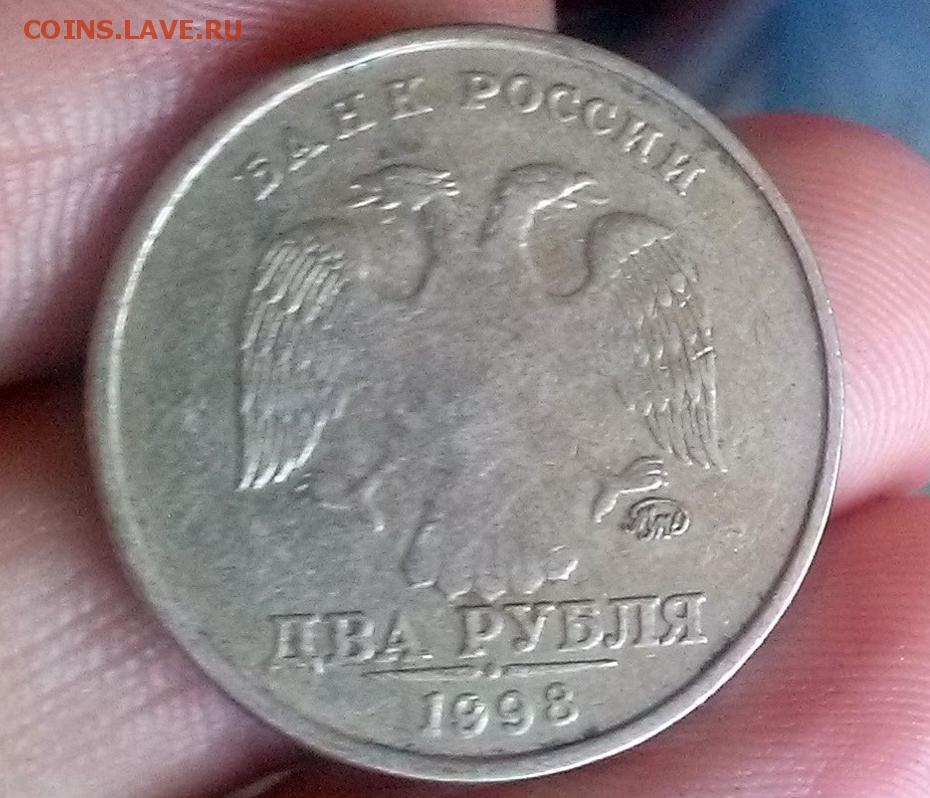 COINS.LAVE.RU
БАНК РОССИИ
ММД
ДВА РУБЛЯ
1998